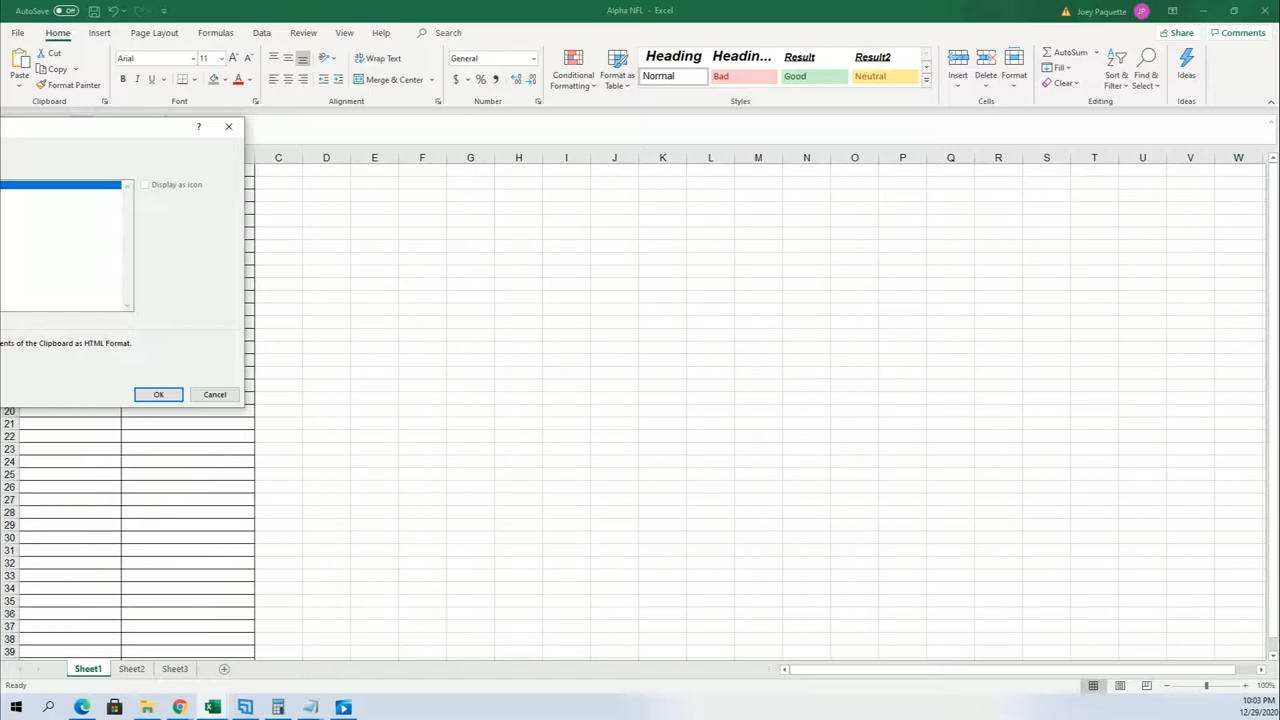 AutoSave Off Alpha NFL - Excel Joey Paquette JP
File Home Insert Page Layout Formulas Data Review View Help Search Share Comments
Paste Cut Copy Format Painter Clipboard
Arial 11 A A B I U A Font
Wrap Text Merge & Center Alignment
General $ % Number
Conditional Formatting Format as Table
Heading Headin... Result Result2
Normal Bad Good Neutral
Styles
Insert Delete Format Cells
AutoSum Fill Clear Sort & Filter Find & Select Editing
Ideas Ideas
?
C D E F G H I J K L M N O P Q R S T U V W
Display as icon
ents of the Clipboard as HTML Format.
OK Cancel
20
21
22
23
24
25
26
27
28
29
30
31
32
33
34
35
36
37
38
39
Sheet1 Sheet2 Sheet3
Ready 100%
10:03 PM
12/29/2020